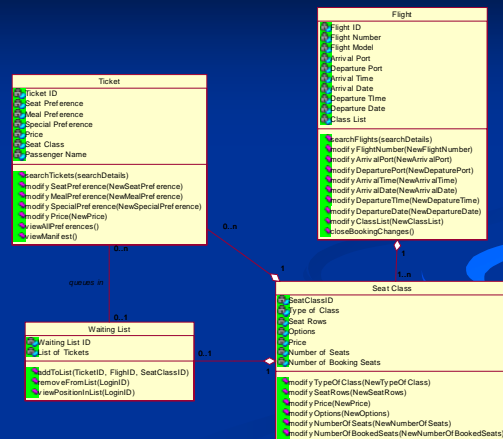 Flight
Flight ID
Flight Number
Flight Model
Arrival Port
Departure Port
Arrival Time
Arrival Date
Departure TIme
Departure Date
Class List
searchFlights(searchDetails)
modifyFlightNumber(NewFlightNumber)
modifyArrivalPort(NewArrivalPort)
modifyDeparturePort(NewDepaturePort)
modifyArrivalTime(NewArrivalTime)
modifyArrivalDate(NewArrivalDate)
modifyDepartureTIme(NewDepatureTime)
modifyDepartureDate(NewDepartureDate)
modifyClassList(NewClassList)
closeBookingChanges()
Ticket
Ticket ID
Seat Preference
Meal Preference
Special Preference
Price
Seat Class
Passenger Name
searchTickets(searchDetails)
modifySeatPreference(NewSeatPreference)
modifyMealPreference(NewMealPreference)
modifySpecialPreference(NewSpecialPreference)
modifyPrice(NewPrice)
viewAllPreferences()
viewManifest()
0..n
0..n
1
1
1..n
queues in
0..1
0..1
1
Waiting List
Waiting List ID
List of Tickets
addToList(TicketID, FlighID, SeatClassID)
removeFromList(LoginID)
viewPositionInList(LoginID)
Seat Class
SeatClassID
Type of Class
Seat Rows
Options
Price
Number of Seats
Number of Booking Seats
modifyTypeOfClass(NewTypeOfClass)
modifySeatRows(NewSeatRows)
modifyPrice(NewPrice)
modifyOptions(NewOptions)
modifyNumberOfSeats(NewNumberOfSeats)
modifyNumberOfBookedSeats(NewNumberOfBookedSeats)